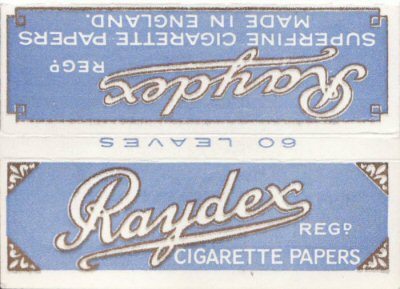 SUPERFINE CIGARETTE PAPERS
MADE IN ENGLAND.
Raydex REGD
60 LEAVES
Raydex REGD
CIGARETTE PAPERS